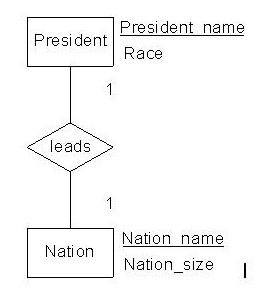 President_name
President
Race
1
leads
1
Nation_name
Nation
Nation_size